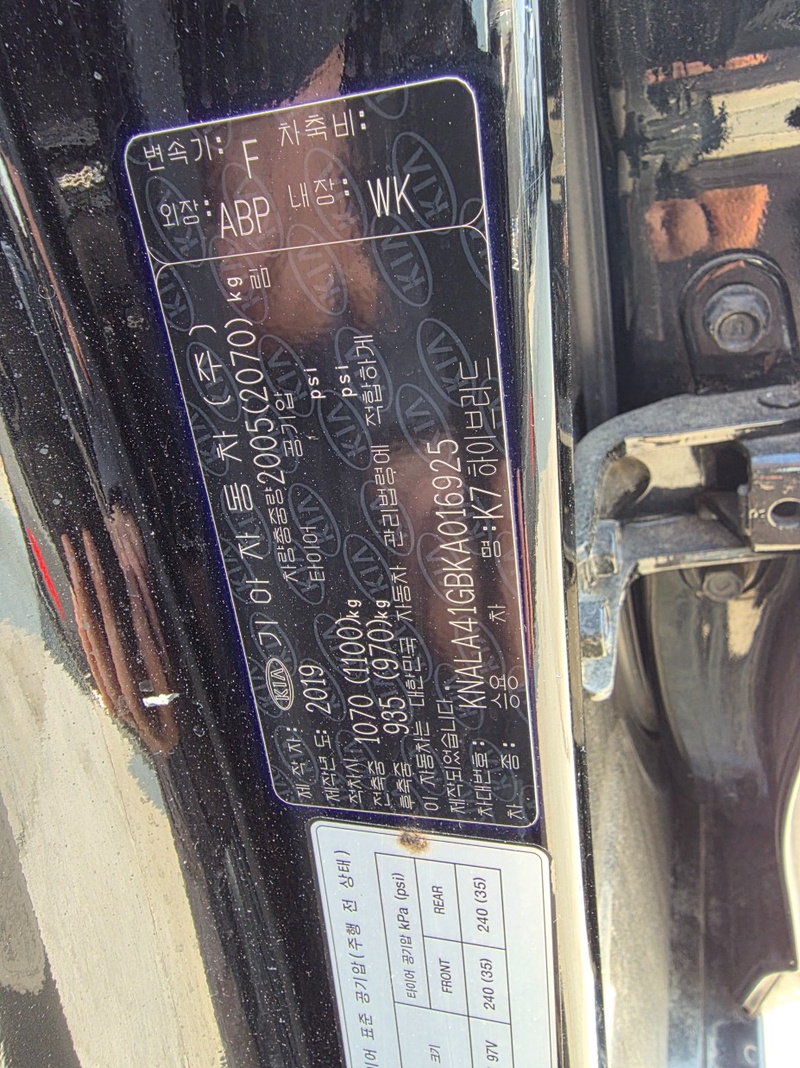 KIA 기아자동차(주)
제 작 자:
제작년 도: 2019 차량총중량 2005(2070)kg 및
적차시 타이어 공기압
전축중 1070 (1100)kg , psi
후축중 935 (970)kg , psi
이 자동차는 대한민국 자동차 관리법령에 적합하게
제작되었습니다.
차대번호: KNALA41GBKA016925
차 종: 승용 차 명: K7 하이브리드
변속기: F 차축비:
외장: ABP 내장: WK
이어 표준 공기압(주행 전 상태)
크기 타이어 공기압 kPa (psi)
FRONT REAR
97V 240 (35) 240 (35)